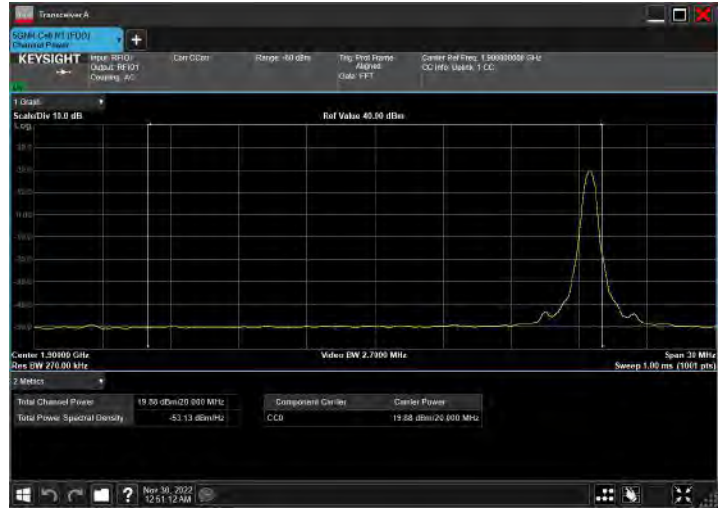 Transceiver A
5GNR Cell N1 (FDD)
Channel Power
KEYSIGHT
Input: RFIO1
Output: RFIO1
Coupling: AC
Corr CCorr
Range: -60 dBm
Gate: FFT
Trig: Prot Frame
Aligned
Carrier Ref Freq: 1.900000000 GHz
CC Info: Uplink, 1 CC
1 Graph
Scale/Div 10.0 dB
Ref Value 40.00 dBm
Log
Center 1.90000 GHz
Video BW 2.7000 MHz
Span 30 MHz
Res BW 270.00 kHz
Sweep 1.00 ms (1001 pts)
2 Metrics
Total Channel Power
19.88 dBm/20.000 MHz
Component Carrier
Carrier Power
Total Power Spectral Density
-53.13 dBm/Hz
CC0
19.88 dBm/20.000 MHz
Nov 30, 2022
12:51:12 AM